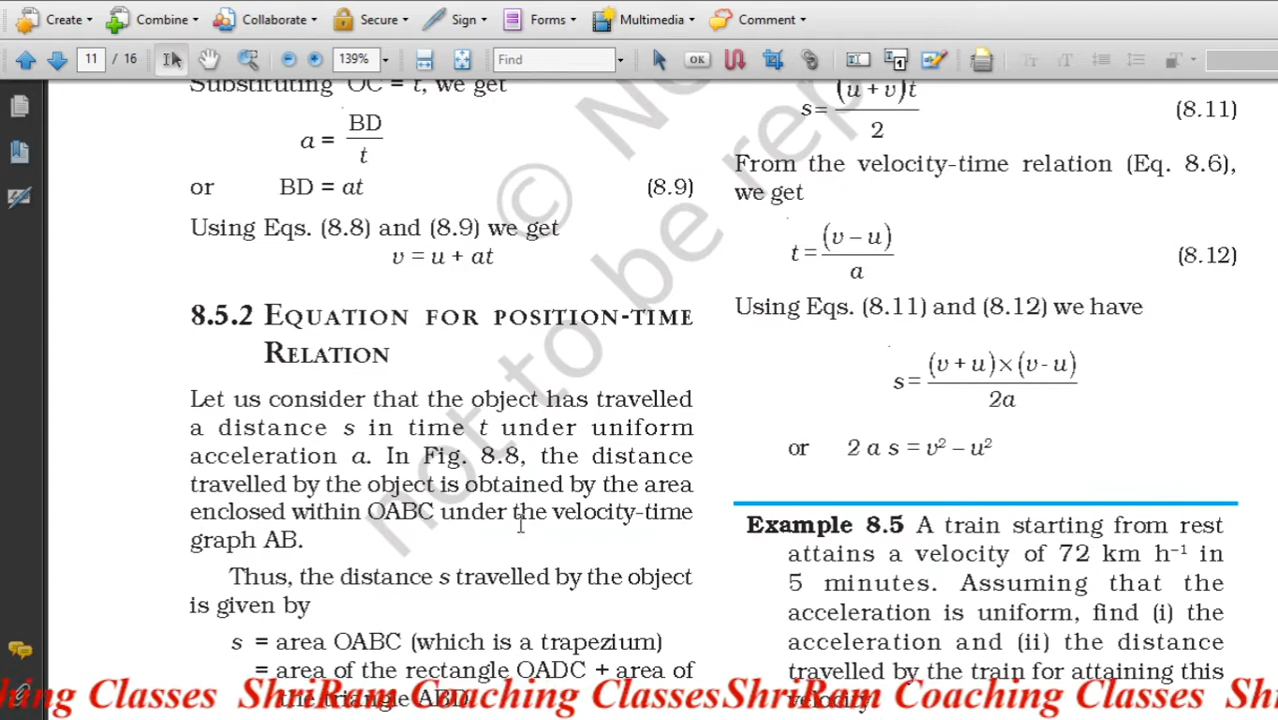 Create Combine Collaborate Secure Sign Forms Multimedia Comment
11 / 16 139% Find OK
Substituting OC = t, we get
a = BD / t
or BD = at (8.9)
Using Eqs. (8.8) and (8.9) we get
v = u + at
8.5.2 EQUATION FOR POSITION-TIME
RELATION
Let us consider that the object has travelled
a distance s in time t under uniform
acceleration a. In Fig. 8.8, the distance
travelled by the object is obtained by the area
enclosed within OABC under the velocity-time
graph AB.
Thus, the distance s travelled by the object
is given by
s = area OABC (which is a trapezium)
= area of the rectangle OADC + area of
the triangle ABD.
s = (u + v)t / 2 (8.11)
From the velocity-time relation (Eq. 8.6),
we get
t = (v – u) / a (8.12)
Using Eqs. (8.11) and (8.12) we have
s = (v + u) × (v - u) / 2a
or 2 a s = v² – u²
Example 8.5 A train starting from rest
attains a velocity of 72 km h⁻¹ in
5 minutes. Assuming that the
acceleration is uniform, find (i) the
acceleration and (ii) the distance
travelled by the train for attaining this
velocity.
©
not to be rep
ching Classes ShriRam Coaching Classes ShriRam Coaching Classes Shri